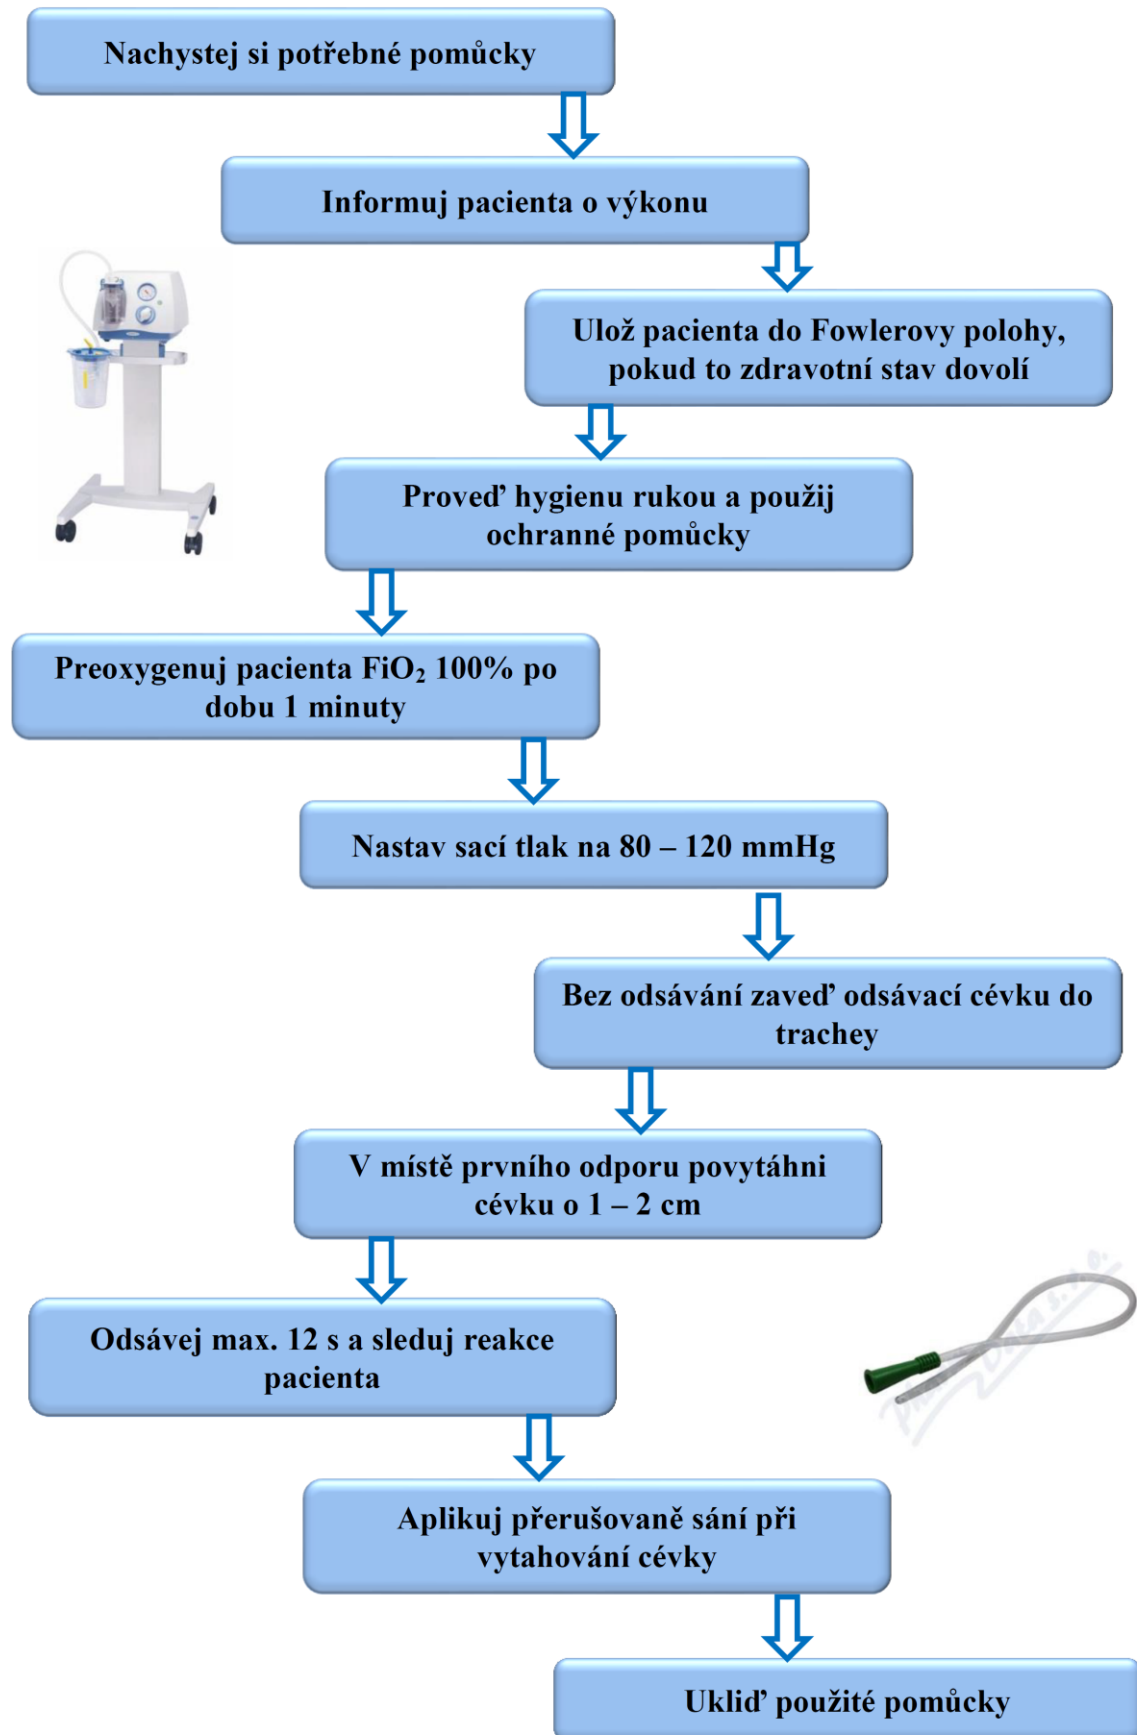 Nachystej si potřebné pomůcky
Informuj pacienta o výkonu
Ulož pacienta do Fowlerovy polohy,
pokud to zdravotní stav dovolí
Proveď hygienu rukou a použij
ochranné pomůcky
Preoxygenuj pacienta FiO₂ 100% po
dobu 1 minuty
Nastav sací tlak na 80 – 120 mmHg
Bez odsávání zaveď odsávací cévku do
trachey
V místě prvního odporu povytáhni
cévku o 1 – 2 cm
Odsávej max. 12 s a sleduj reakce
pacienta
Aplikuj přerušovaně sání při
vytahování cévky
Ukliď použité pomůcky